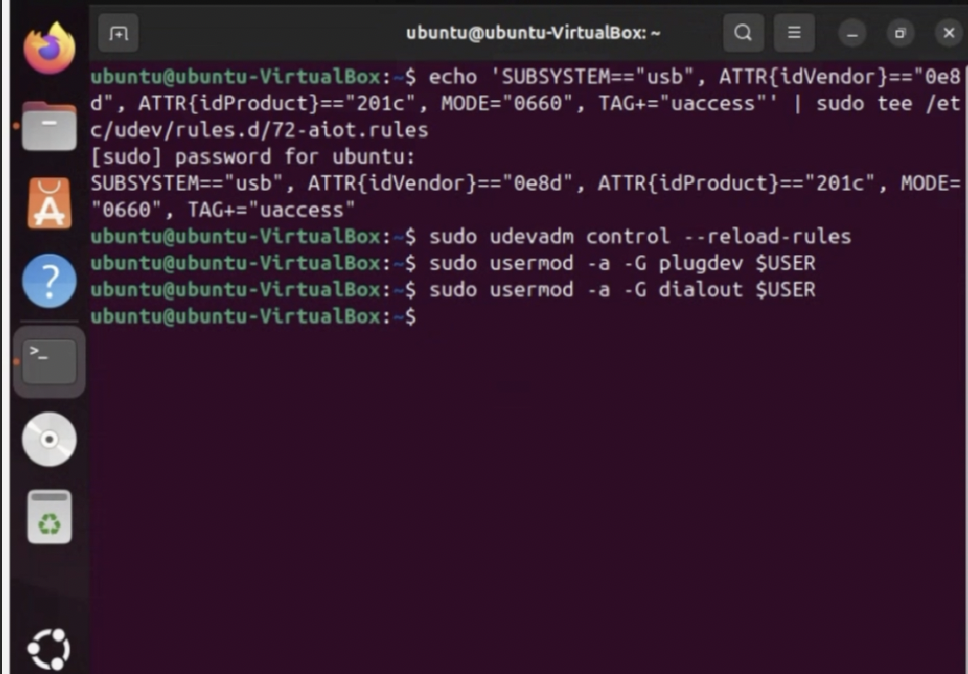 ubuntu@ubuntu-VirtualBox: ~
ubuntu@ubuntu-VirtualBox:~$ echo 'SUBSYSTEM=="usb", ATTR{idVendor}=="0e8
d", ATTR{idProduct}=="201c", MODE="0660", TAG+="uaccess"' | sudo tee /et
c/udev/rules.d/72-aiot.rules
[sudo] password for ubuntu:
SUBSYSTEM=="usb", ATTR{idVendor}=="0e8d", ATTR{idProduct}=="201c", MODE=
"0660", TAG+="uaccess"
ubuntu@ubuntu-VirtualBox:~$ sudo udevadm control --reload-rules
ubuntu@ubuntu-VirtualBox:~$ sudo usermod -a -G plugdev $USER
ubuntu@ubuntu-VirtualBox:~$ sudo usermod -a -G dialout $USER
ubuntu@ubuntu-VirtualBox:~$